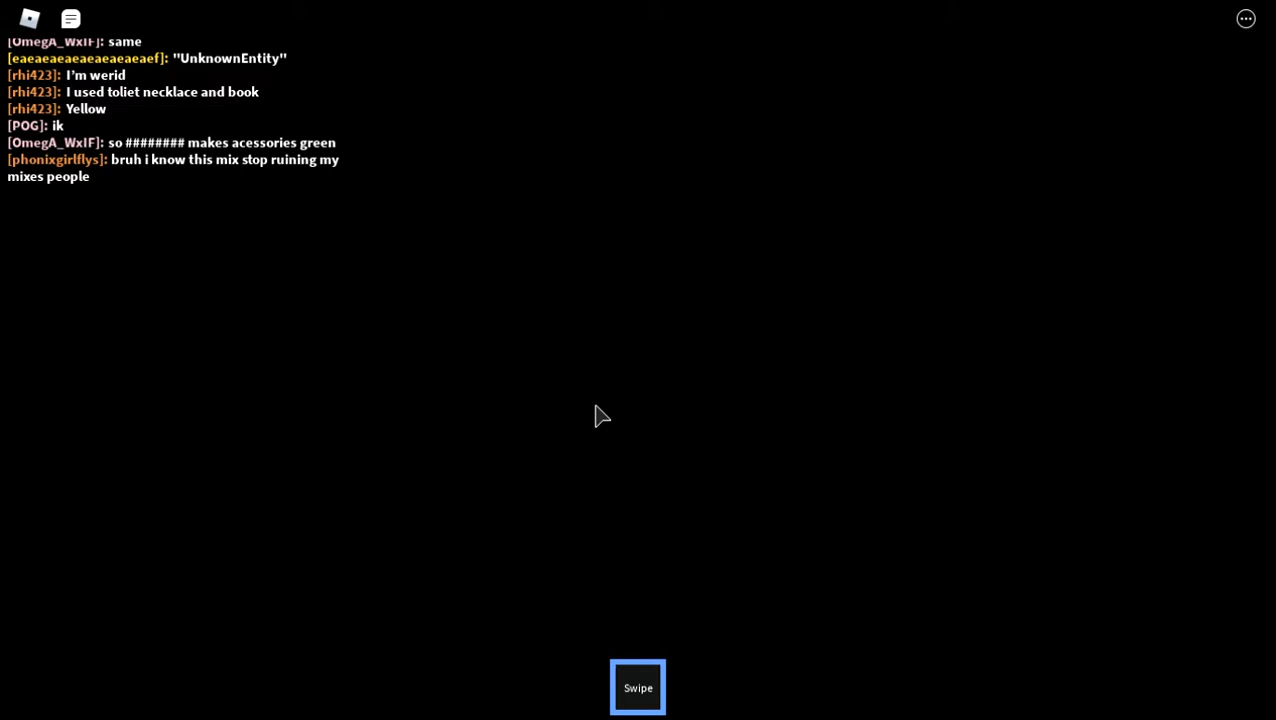 [OmegA_WxIF]: same
[eaeaeaeaeaeaeaeaeaef]: "UnknownEntity"
[rhi423]: I'm werid
[rhi423]: I used toliet necklace and book
[rhi423]: Yellow
[POG]: ik
[OmegA_WxIF]: so ######## makes acessories green
[phonixgirlflys]: bruh i know this mix stop ruining my
mixes people
Swipe